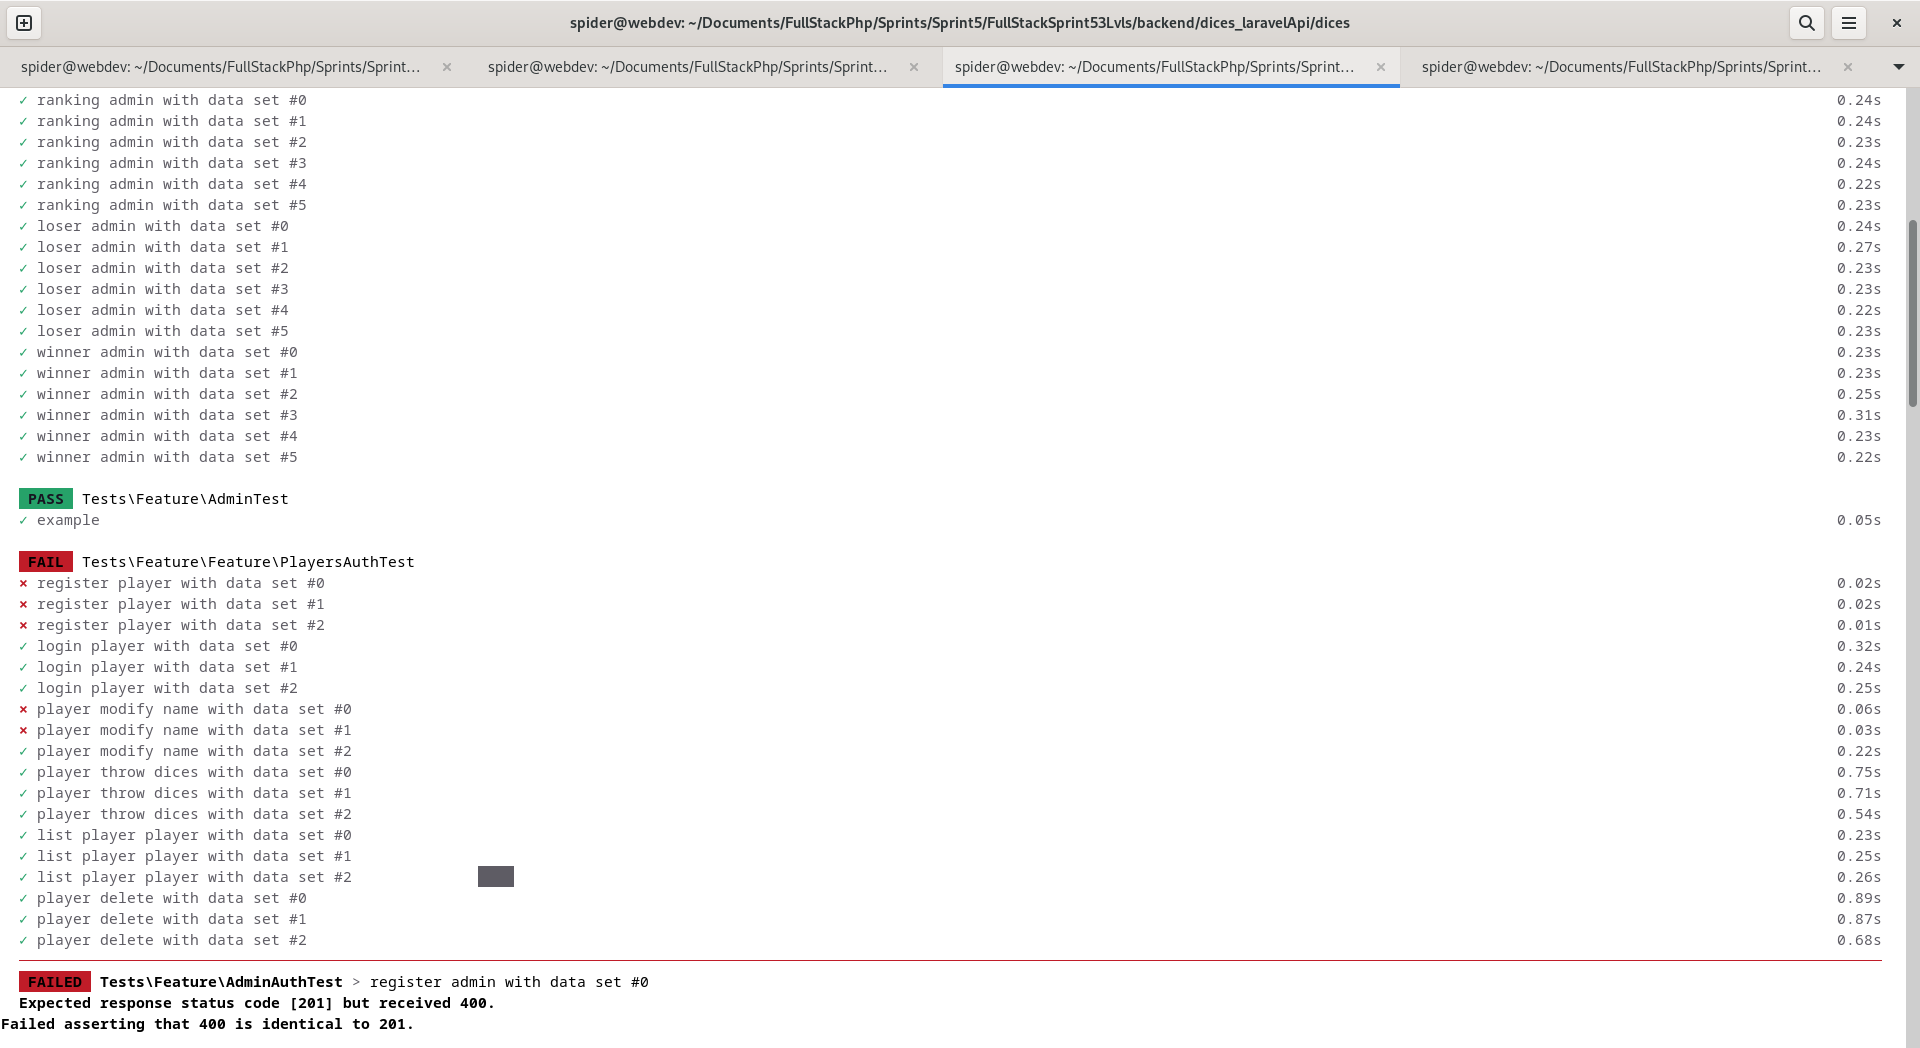 spider@webdev: ~/Documents/FullStackPhp/Sprints/Sprint5/FullStackSprint53Lvls/backend/dices_laravelApi/dices
spider@webdev: ~/Documents/FullStackPhp/Sprints/Sprint… × spider@webdev: ~/Documents/FullStackPhp/Sprints/Sprint… × spider@webdev: ~/Documents/FullStackPhp/Sprints/Sprint… × spider@webdev: ~/Documents/FullStackPhp/Sprints/Sprint… ×
✓ ranking admin with data set #0 0.24s
✓ ranking admin with data set #1 0.24s
✓ ranking admin with data set #2 0.23s
✓ ranking admin with data set #3 0.24s
✓ ranking admin with data set #4 0.22s
✓ ranking admin with data set #5 0.23s
✓ loser admin with data set #0 0.24s
✓ loser admin with data set #1 0.27s
✓ loser admin with data set #2 0.23s
✓ loser admin with data set #3 0.23s
✓ loser admin with data set #4 0.22s
✓ loser admin with data set #5 0.23s
✓ winner admin with data set #0 0.23s
✓ winner admin with data set #1 0.23s
✓ winner admin with data set #2 0.25s
✓ winner admin with data set #3 0.31s
✓ winner admin with data set #4 0.23s
✓ winner admin with data set #5 0.22s
PASS Tests\Feature\AdminTest
✓ example 0.05s
FAIL Tests\Feature\Feature\PlayersAuthTest
× register player with data set #0 0.02s
× register player with data set #1 0.02s
× register player with data set #2 0.01s
✓ login player with data set #0 0.32s
✓ login player with data set #1 0.24s
✓ login player with data set #2 0.25s
× player modify name with data set #0 0.06s
× player modify name with data set #1 0.03s
✓ player modify name with data set #2 0.22s
✓ player throw dices with data set #0 0.75s
✓ player throw dices with data set #1 0.71s
✓ player throw dices with data set #2 0.54s
✓ list player player with data set #0 0.23s
✓ list player player with data set #1 0.25s
✓ list player player with data set #2 0.26s
✓ player delete with data set #0 0.89s
✓ player delete with data set #1 0.87s
✓ player delete with data set #2 0.68s
FAILED Tests\Feature\AdminAuthTest > register admin with data set #0
Expected response status code [201] but received 400.
Failed asserting that 400 is identical to 201.